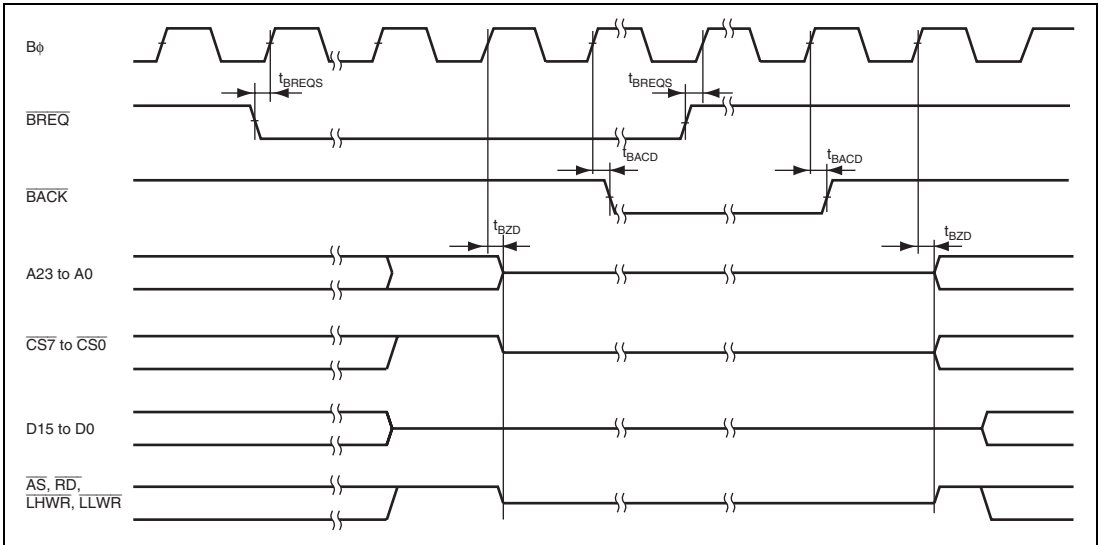 Bϕ
tBREQS
tBREQS
BREQ
tBACD
tBACD
BACK
tBZD
tBZD
A23 to A0
CS7 to CS0
D15 to D0
AS, RD,
LHWR, LLWR